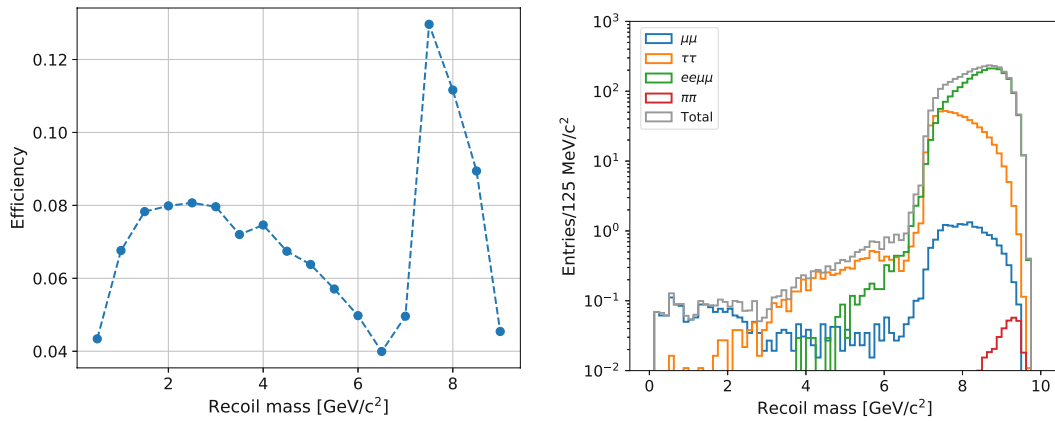 0.12
0.10
0.08
0.06
0.04
Efficiency
2
4
6
8
Recoil mass [GeV/c²]
10³
10²
10¹
10⁰
10⁻¹
10⁻²
Entries/125 MeV/c²
μμ
ττ
eeμμ
ππ
Total
0
2
4
6
8
10
Recoil mass [GeV/c²]